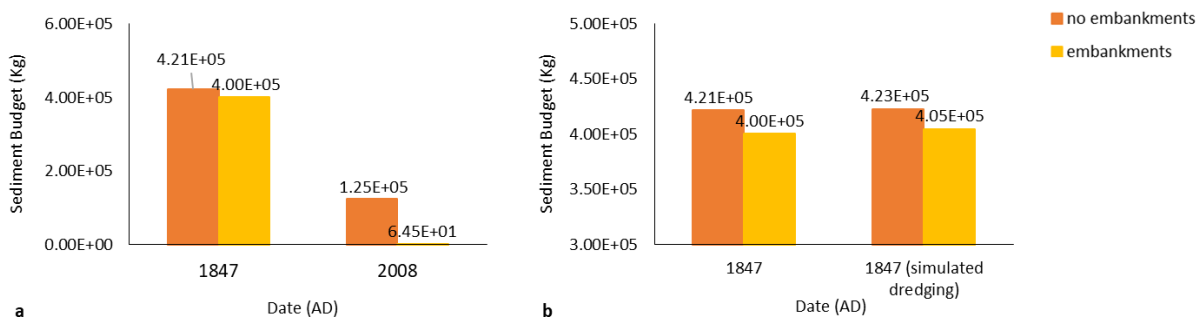 6.00E+05
4.00E+05
2.00E+05
0.00E+00
Sediment Budget (Kg)
4.21E+05
4.00E+05
1.25E+05
6.45E+01
1847
2008
Date (AD)
a
5.00E+05
4.50E+05
4.00E+05
3.50E+05
3.00E+05
Sediment Budget (Kg)
4.21E+05
4.00E+05
4.23E+05
4.05E+05
1847
1847 (simulated
dredging)
Date (AD)
b
no embankments
embankments